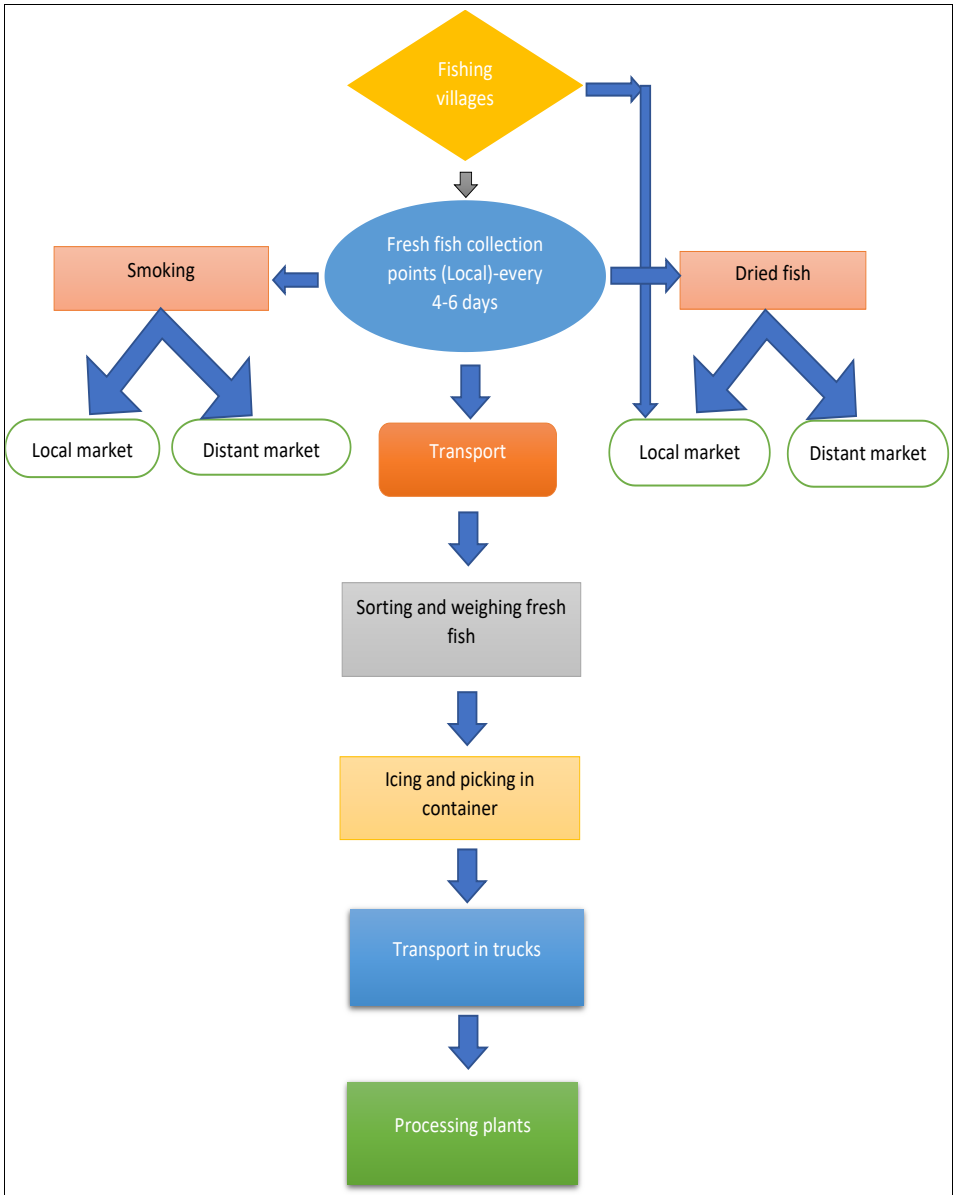 Fishing
villages
Fresh fish collection
points (Local)-every
4-6 days
Smoking
Dried fish
Local market
Distant market
Transport
Local market
Distant market
Sorting and weighing fresh
fish
Icing and picking in
container
Transport in trucks
Processing plants